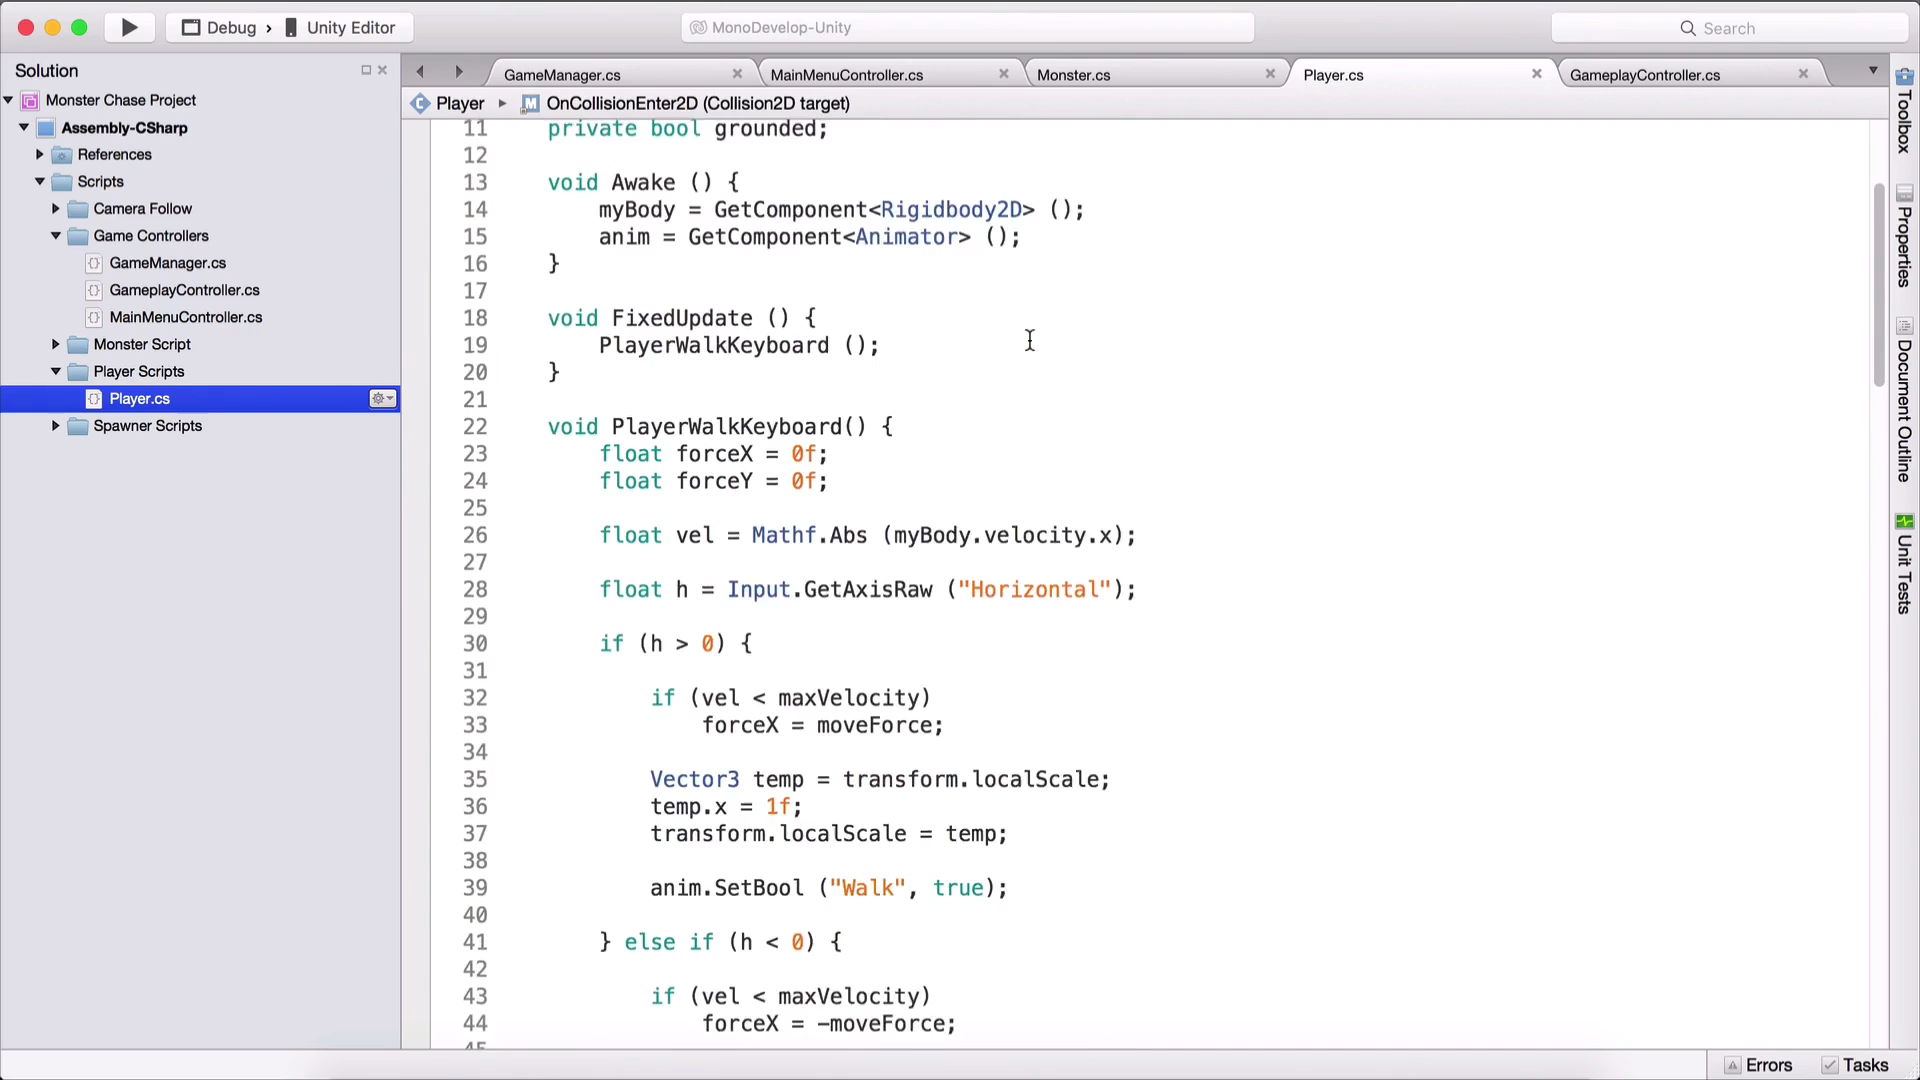 Debug › Unity Editor
MonoDevelop-Unity
Search
Solution
Monster Chase Project
Assembly-CSharp
References
Scripts
Camera Follow
Game Controllers
GameManager.cs
GameplayController.cs
MainMenuController.cs
Monster Script
Player Scripts
Player.cs
Spawner Scripts
GameManager.cs
MainMenuController.cs
Monster.cs
Player.cs
GameplayController.cs
Player
OnCollisionEnter2D (Collision2D target)
11 private bool grounded;
12
13 void Awake () {
14 myBody = GetComponent<Rigidbody2D> ();
15 anim = GetComponent<Animator> ();
16 }
17
18 void FixedUpdate () {
19 PlayerWalkKeyboard ();
20 }
21
22 void PlayerWalkKeyboard() {
23 float forceX = 0f;
24 float forceY = 0f;
25
26 float vel = Mathf.Abs (myBody.velocity.x);
27
28 float h = Input.GetAxisRaw ("Horizontal");
29
30 if (h > 0) {
31
32 if (vel < maxVelocity)
33 forceX = moveForce;
34
35 Vector3 temp = transform.localScale;
36 temp.x = 1f;
37 transform.localScale = temp;
38
39 anim.SetBool ("Walk", true);
40
41 } else if (h < 0) {
42
43 if (vel < maxVelocity)
44 forceX = -moveForce;
45
Toolbox
Properties
Document Outline
Unit Tests
Errors
Tasks